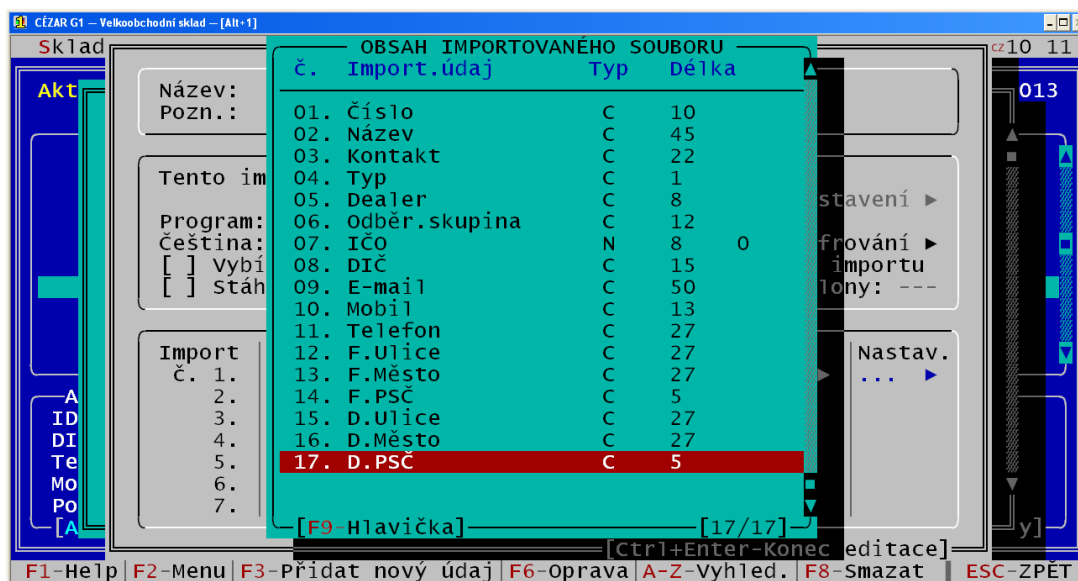 CÉZAR G1 — Velkoobchodní sklad — [Alt+1]
Sklad
cz10 11
Akt
013
Název:
Pozn.:
Tento im
stavení ►
Program:
Čeština:
frování ►
[ ] Vybí
importu
[ ] Stáh
lony: ---
Import
Nastav.
č. 1.
... ►
2.
3.
4.
5.
6.
7.
A
ID
DI
Te
Mo
Po
[A
y]
OBSAH IMPORTOVANÉHO SOUBORU
č. Import.údaj Typ Délka
01. Číslo C 10
02. Název C 45
03. Kontakt C 22
04. Typ C 1
05. Dealer C 8
06. Odběr.skupina C 12
07. IČO N 8 0
08. DIČ C 15
09. E-mail C 50
10. Mobil C 13
11. Telefon C 27
12. F.Ulice C 27
13. F.Město C 27
14. F.PSČ C 5
15. D.Ulice C 27
16. D.Město C 27
17. D.PSČ C 5
[F9-Hlavička] [17/17]
[Ctrl+Enter-Konec editace]
F1-Help F2-Menu F3-Přidat nový údaj F6-Oprava A-Z-Vyhled. F8-Smazat ESC-ZPĚT